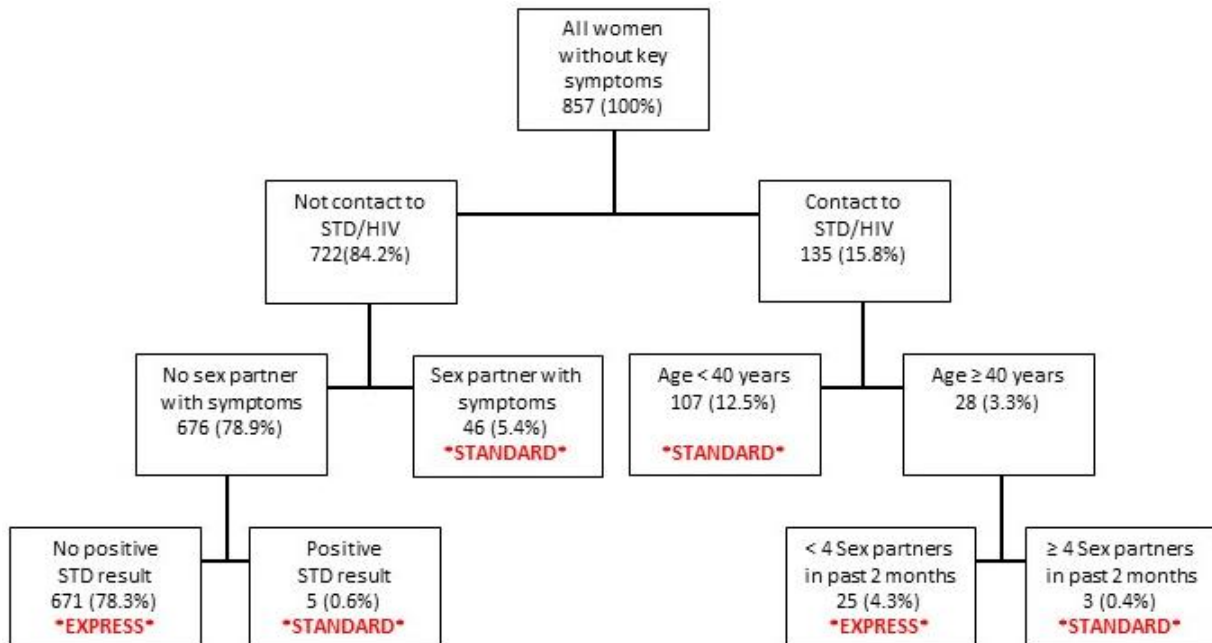 All women
without key
symptoms
857 (100%)
Not contact to
STD/HIV
722(84.2%)
Contact to
STD/HIV
135 (15.8%)
No sex partner
with symptoms
676 (78.9%)
Sex partner with
symptoms
46 (5.4%)
*STANDARD*
Age < 40 years
107 (12.5%)
*STANDARD*
Age ≥ 40 years
28 (3.3%)
No positive
STD result
671 (78.3%)
*EXPRESS*
Positive
STD result
5 (0.6%)
*STANDARD*
< 4 Sex partners
in past 2 months
25 (4.3%)
*EXPRESS*
≥ 4 Sex partners
in past 2 months
3 (0.4%)
*STANDARD*